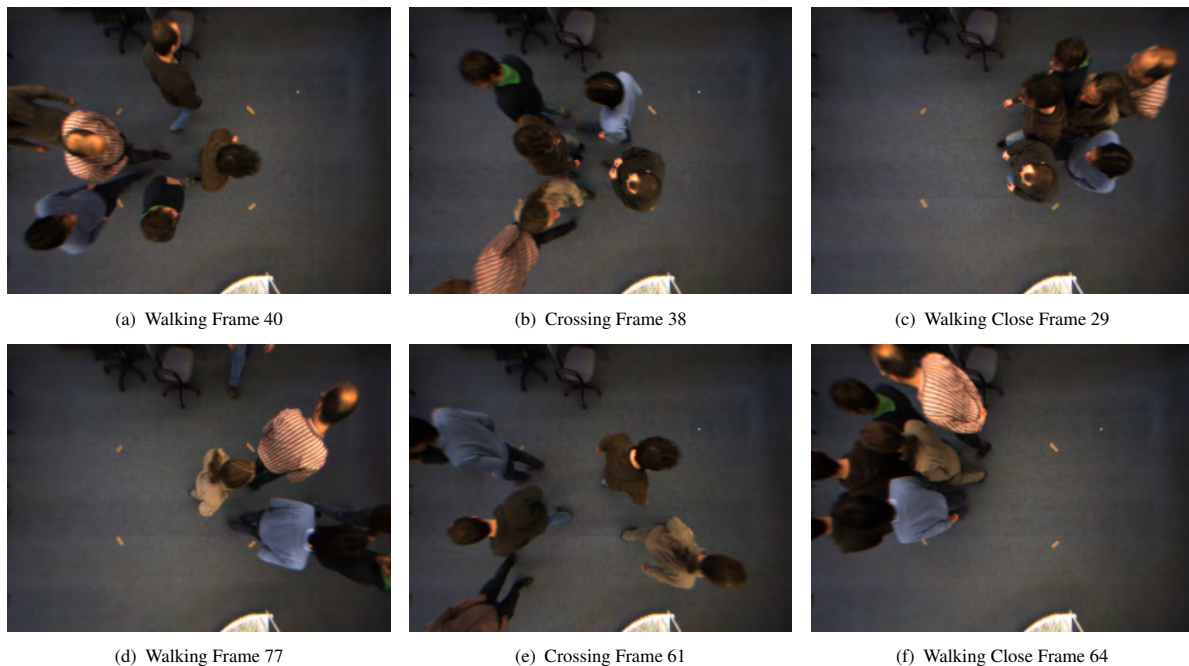 (a) Walking Frame 40
(b) Crossing Frame 38
(c) Walking Close Frame 29
(d) Walking Frame 77
(e) Crossing Frame 61
(f) Walking Close Frame 64